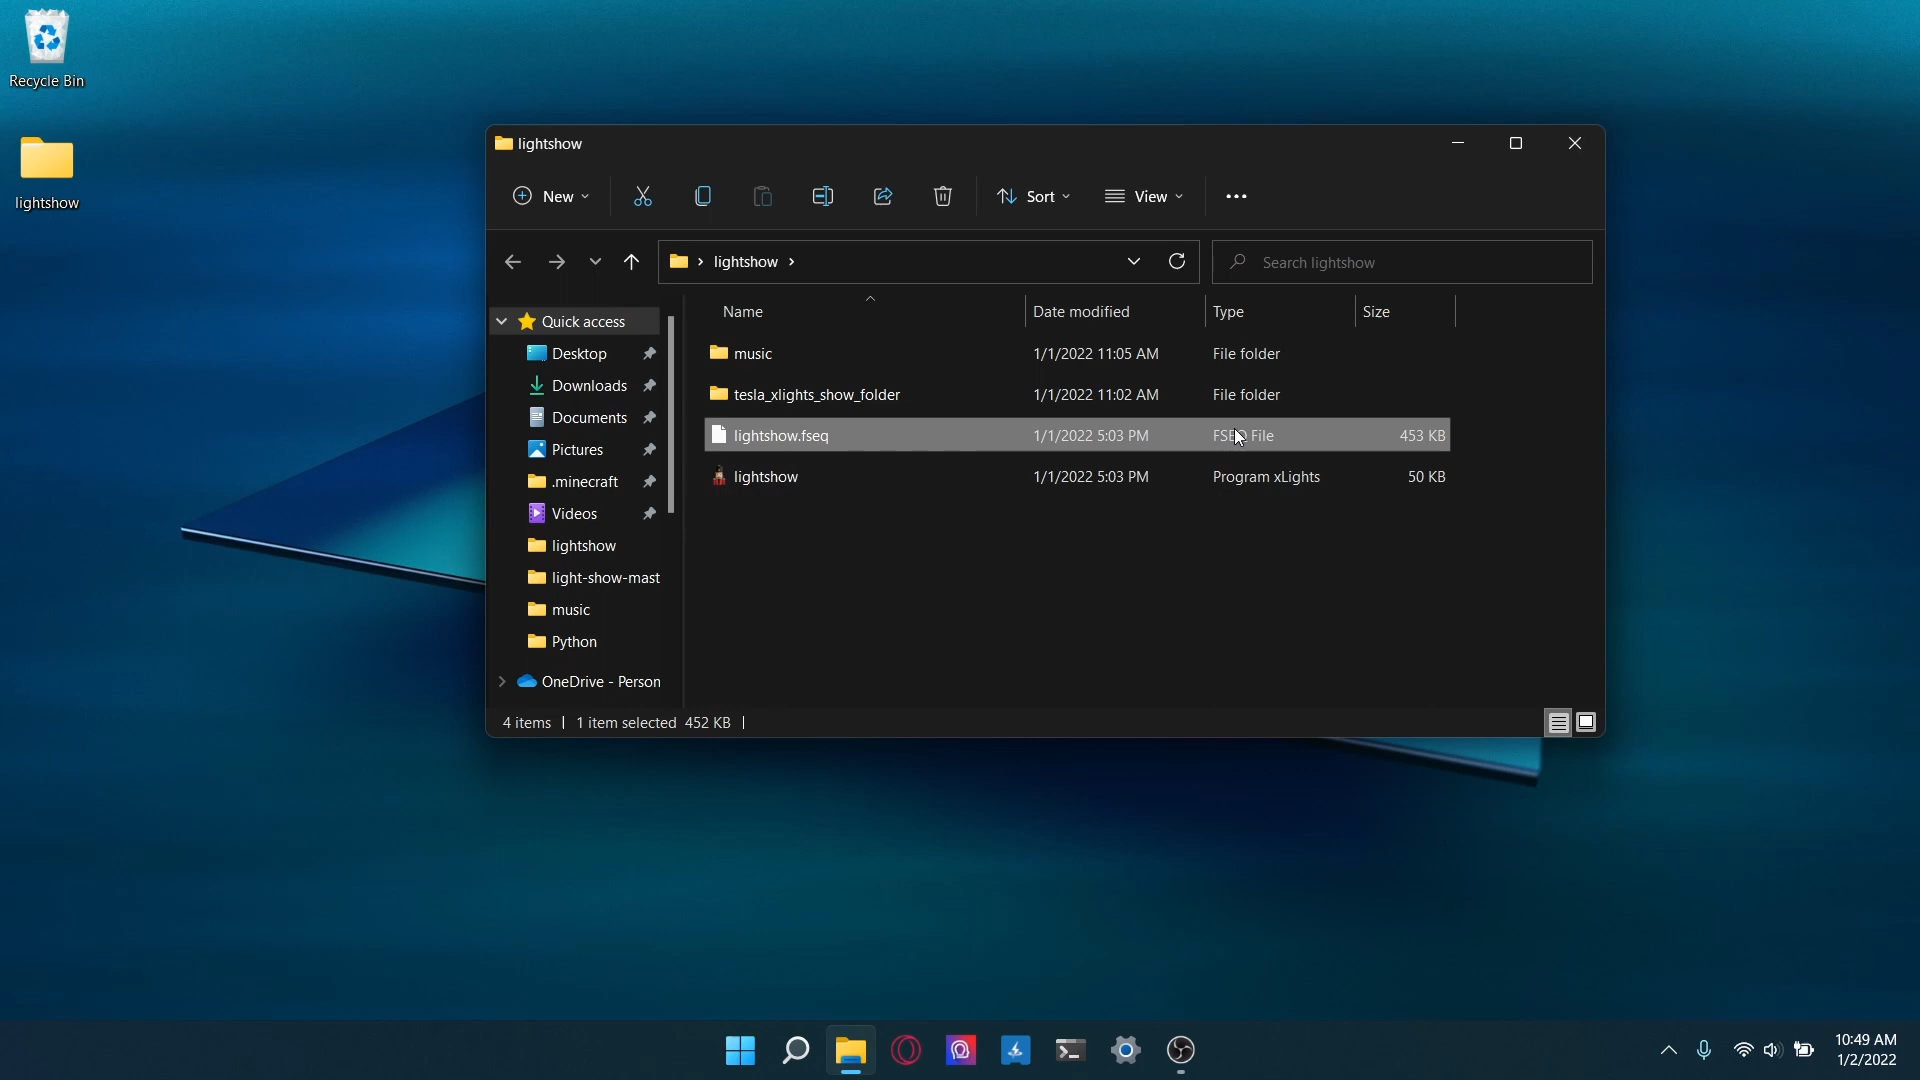 Recycle Bin
lightshow
lightshow
New
Sort
View
lightshow
Search lightshow
Name Date modified Type Size
Quick access
Desktop
Downloads
Documents
Pictures
.minecraft
Videos
lightshow
light-show-mast
music
Python
OneDrive - Person
music 1/1/2022 11:05 AM File folder
tesla_xlights_show_folder 1/1/2022 11:02 AM File folder
lightshow.fseq 1/1/2022 5:03 PM FSEQ File 453 KB
lightshow 1/1/2022 5:03 PM Program xLights 50 KB
4 items 1 item selected 452 KB
10:49 AM
1/2/2022